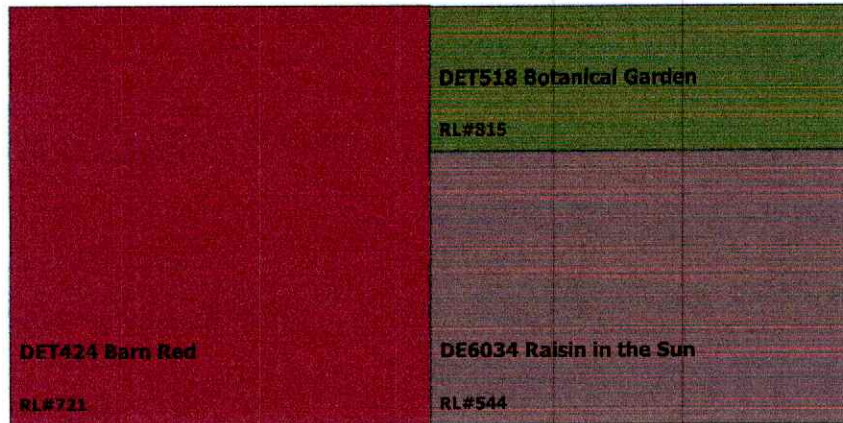 DET518 Botanical Garden
RL#815
DET424 Barn Red
RL#721
DE6034 Raisin in the Sun
RL#544